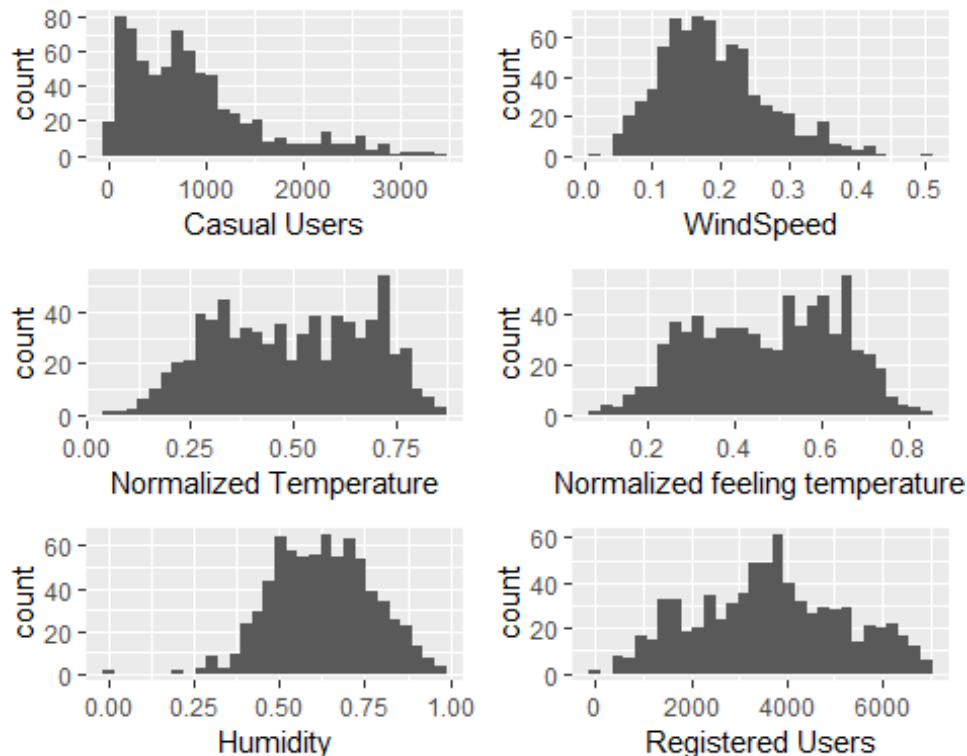 80
60
40
20
0
count
0 1000 2000 3000
Casual Users
60
40
20
0
count
0.0 0.1 0.2 0.3 0.4 0.5
WindSpeed
40
20
0
count
0.00 0.25 0.50 0.75
Normalized Temperature
40
20
0
count
0.2 0.4 0.6 0.8
Normalized feeling temperature
60
40
20
0
count
0.00 0.25 0.50 0.75 1.00
Humidity
60
40
20
0
count
0 2000 4000 6000
Registered Users